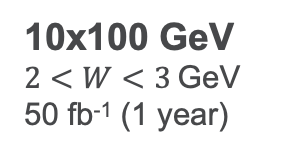 10x100 GeV
2 < W < 3 GeV
50 fb-1 (1 year)